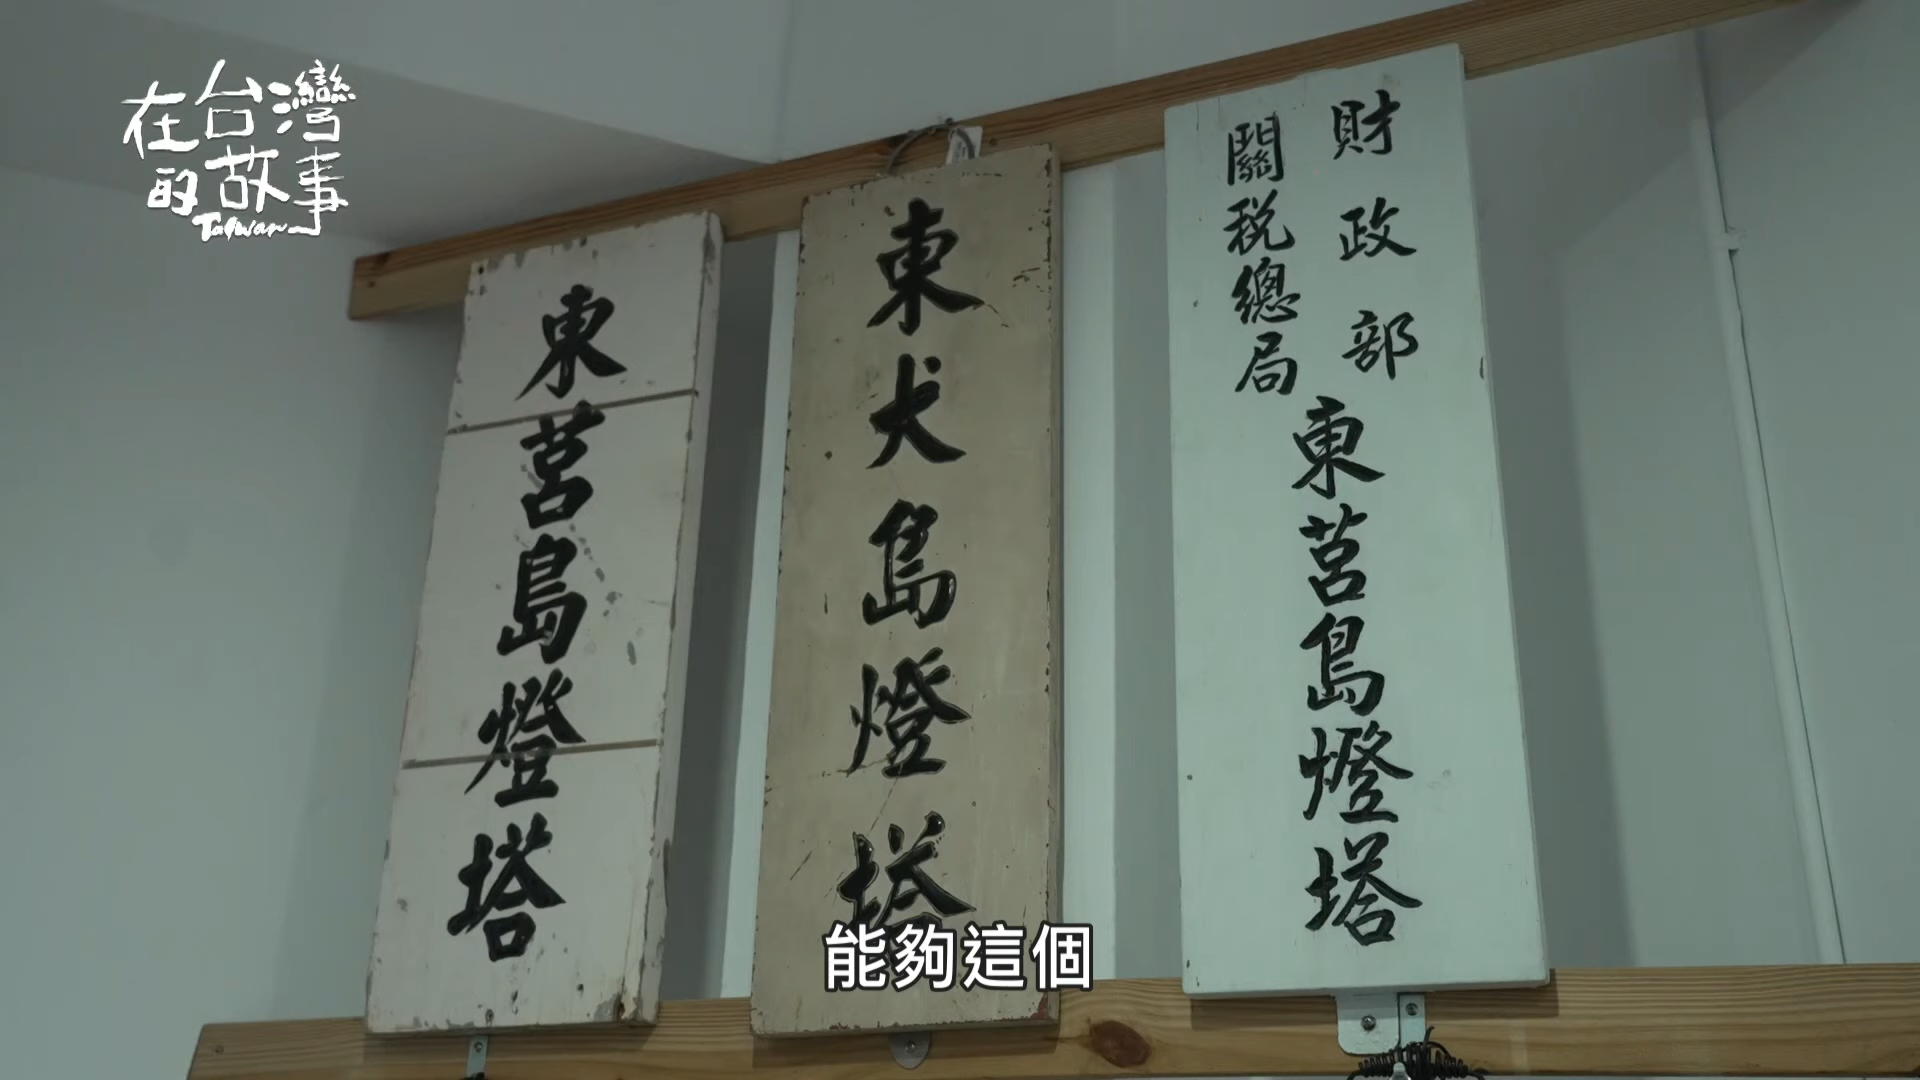 在台灣
的故事
Taiwan
東莒島燈塔
東犬島燈塔
財政部
關稅總局
東莒島燈塔
能夠這個